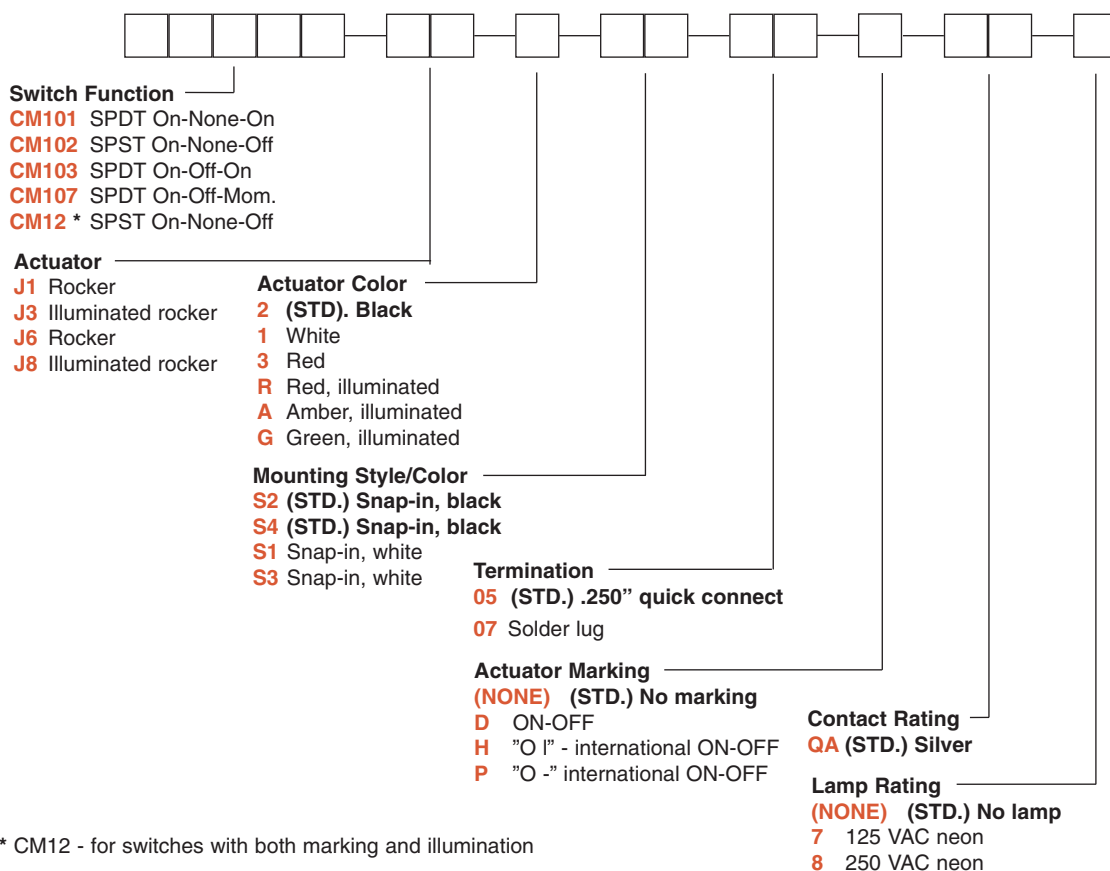 Switch Function
CM101 SPDT On-None-On
CM102 SPST On-None-Off
CM103 SPDT On-Off-On
CM107 SPDT On-Off-Mom.
CM12 * SPST On-None-Off
Actuator
J1 Rocker
J3 Illuminated rocker
J6 Rocker
J8 Illuminated rocker
Actuator Color
2 (STD). Black
1 White
3 Red
R Red, illuminated
A Amber, illuminated
G Green, illuminated
Mounting Style/Color
S2 (STD.) Snap-in, black
S4 (STD.) Snap-in, black
S1 Snap-in, white
S3 Snap-in, white
Termination
05 (STD.) .250” quick connect
07 Solder lug
Actuator Marking
(NONE) (STD.) No marking
D ON-OFF
H ”O I” - international ON-OFF
P ”O -” international ON-OFF
Contact Rating
QA (STD.) Silver
Lamp Rating
(NONE) (STD.) No lamp
7 125 VAC neon
8 250 VAC neon
* CM12 - for switches with both marking and illumination